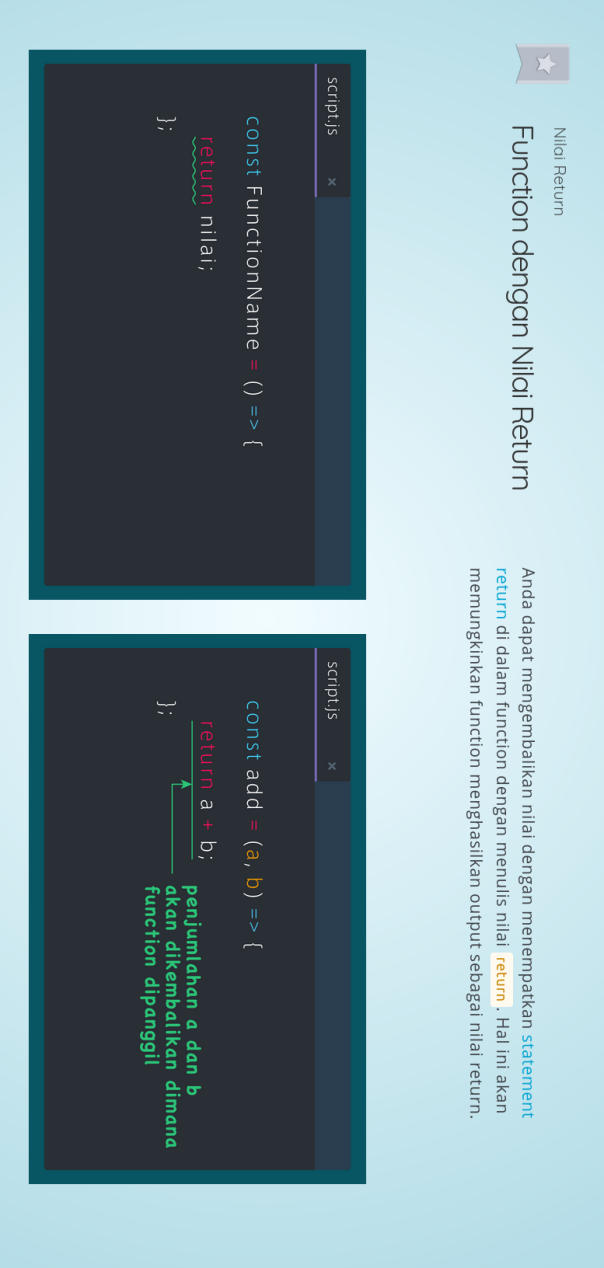 Nilai Return
Function dengan Nilai Return
Anda dapat mengembalikan nilai dengan menempatkan statement
return di dalam function dengan menulis nilai return . Hal ini akan
memungkinkan function menghasilkan output sebagai nilai return.
script.js ×
const FunctionName = () => {
return nilai;
};
script.js ×
const add = (a, b) => {
return a + b;
};
penjumlahan a dan b
akan dikembalikan dimana
function dipanggil